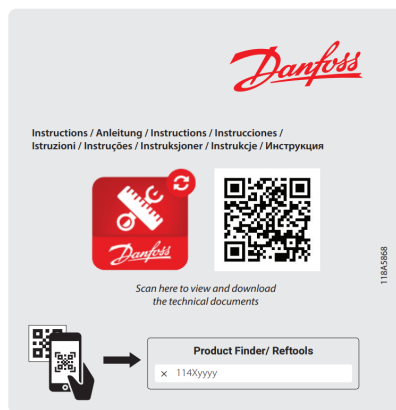 Danfoss
Instructions / Anleitung / Instructions / Instrucciones /
Istruzioni / Instruções / Instruksjoner / Instrukcje / Инструкция
Danfoss
118A5868
Scan here to view and download
the technical documents
Product Finder/ Reftools
× 114Xyyyy